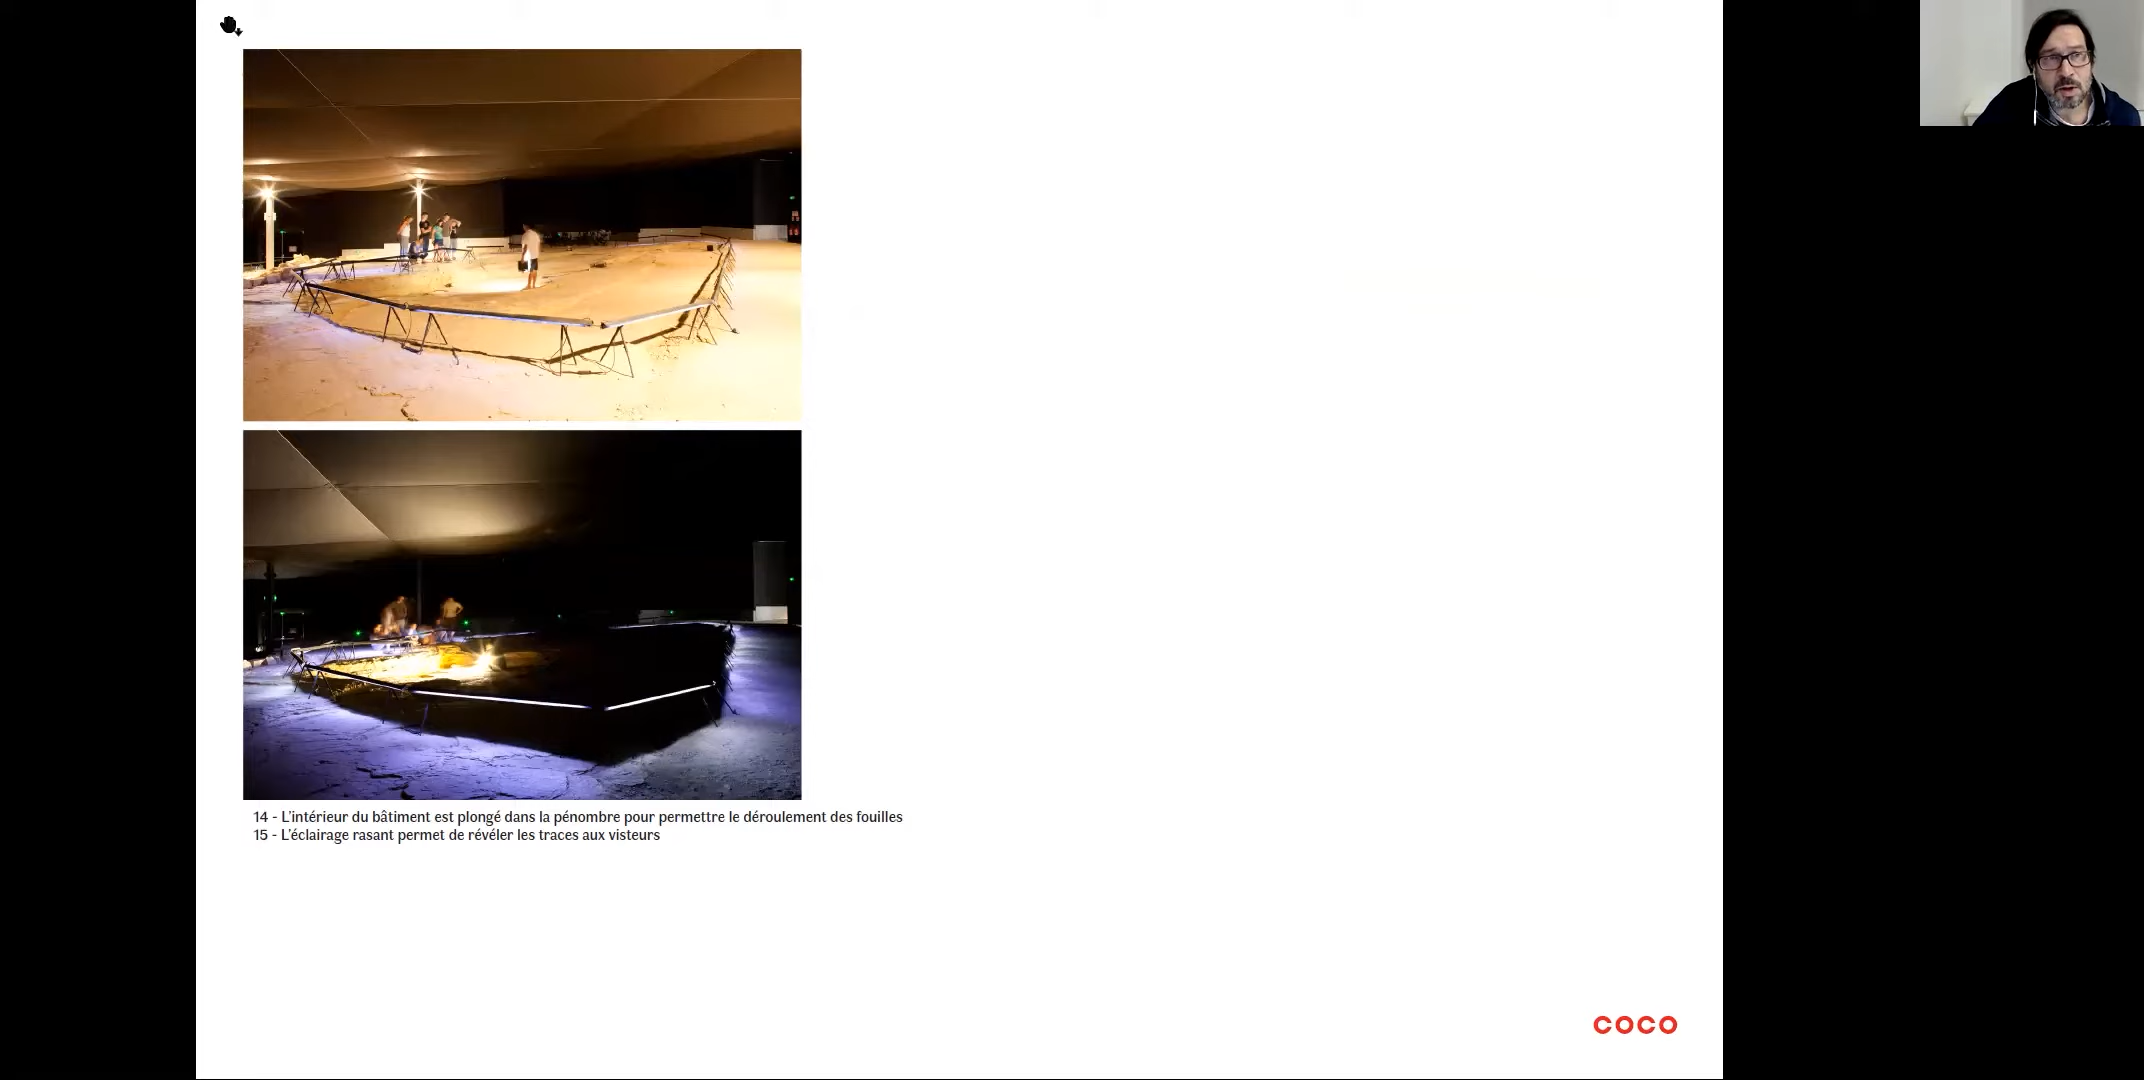 14 - L'intérieur du bâtiment est plongé dans la pénombre pour permettre le déroulement des fouilles
15 - L'éclairage rasant permet de révéler les traces aux visteurs
COCO